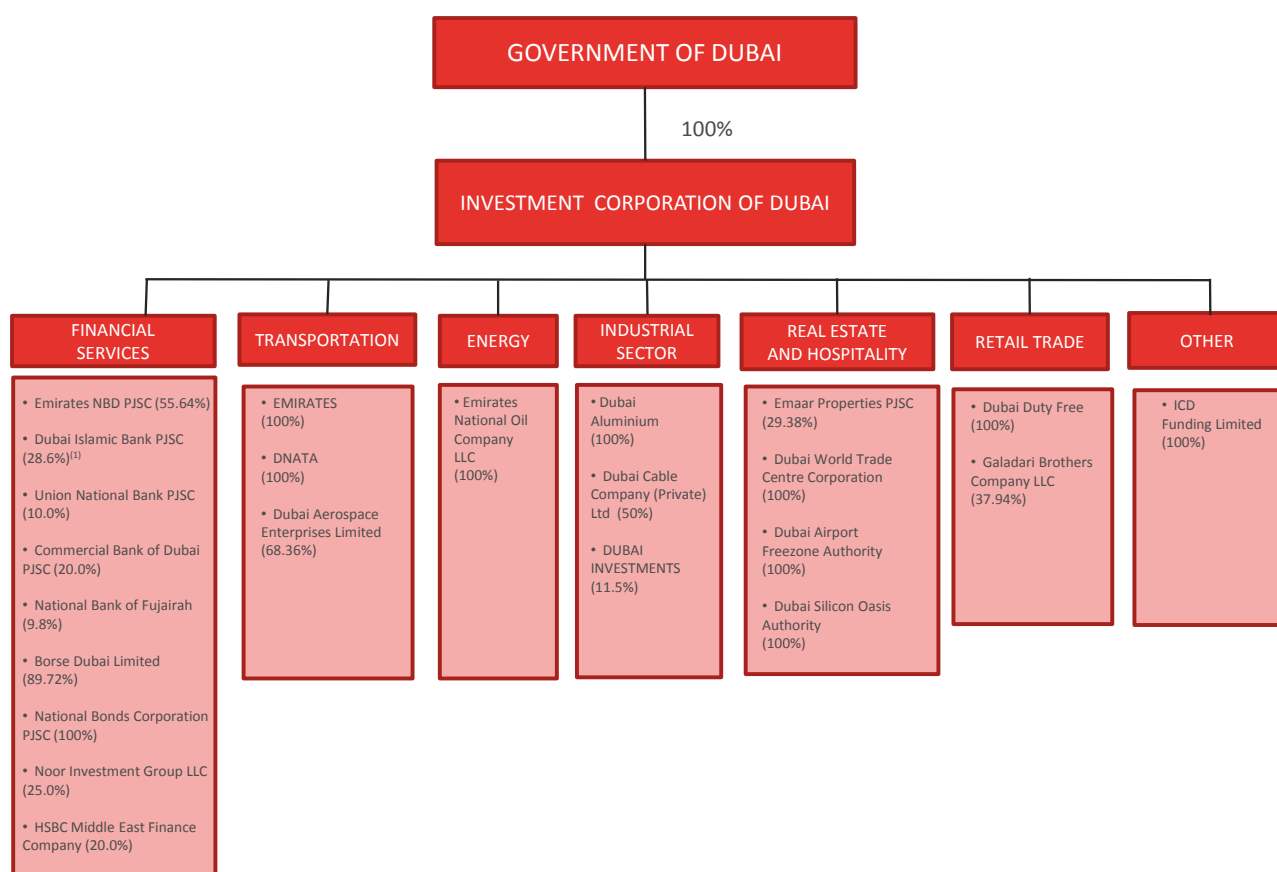 GOVERNMENT OF DUBAI
100%
INVESTMENT CORPORATION OF DUBAI
FINANCIAL
SERVICES
• Emirates NBD PJSC (55.64%)
• Dubai Islamic Bank PJSC
(28.6%)(1)
• Union National Bank PJSC
(10.0%)
• Commercial Bank of Dubai
PJSC (20.0%)
• National Bank of Fujairah
(9.8%)
• Borse Dubai Limited
(89.72%)
• National Bonds Corporation
PJSC (100%)
• Noor Investment Group LLC
(25.0%)
• HSBC Middle East Finance
Company (20.0%)
TRANSPORTATION
• EMIRATES
(100%)
• DNATA
(100%)
• Dubai Aerospace
Enterprises Limited
(68.36%)
ENERGY
• Emirates
National Oil
Company
LLC
(100%)
INDUSTRIAL
SECTOR
• Dubai
Aluminium
(100%)
• Dubai Cable
Company (Private)
Ltd (50%)
• DUBAI
INVESTMENTS
(11.5%)
REAL ESTATE
AND HOSPITALITY
• Emaar Properties PJSC
(29.38%)
• Dubai World Trade
Centre Corporation
(100%)
• Dubai Airport
Freezone Authority
(100%)
• Dubai Silicon Oasis
Authority
(100%)
RETAIL TRADE
• Dubai Duty Free
(100%)
• Galadari Brothers
Company LLC
(37.94%)
OTHER
• ICD
Funding Limited
(100%)